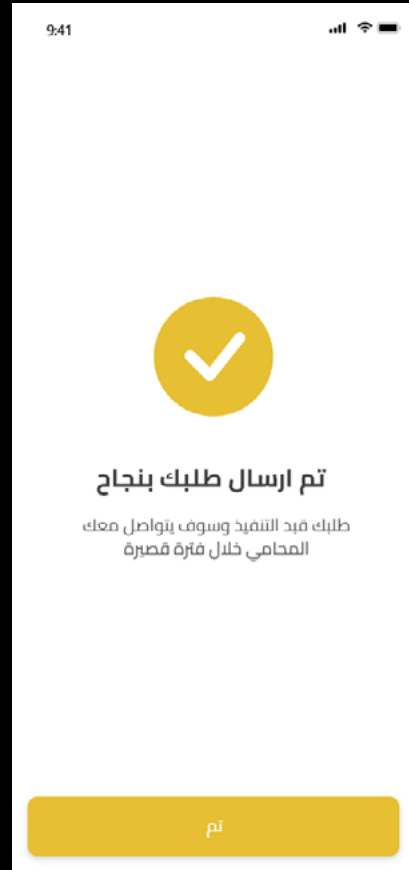 9:41
تم ارسال طلبك بنجاح
طلبك قيد التنفيذ وسوف يتواصل معك
المحامي خلال فترة قصيرة
تم